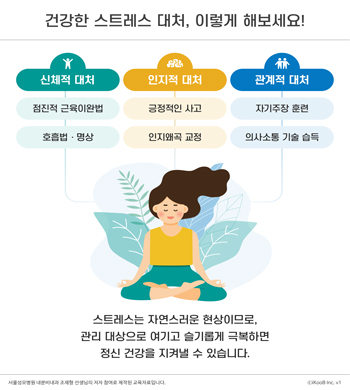 건강한 스트레스 대처, 이렇게 해보세요!
신체적 대처
인지적 대처
관계적 대처
점진적 근육이완법
긍정적인 사고
자기주장 훈련
호흡법 · 명상
인지왜곡 교정
의사소통 기술 습득
스트레스는 자연스러운 현상이므로,
관리 대상으로 여기고 슬기롭게 극복하면
정신 건강을 지켜낼 수 있습니다.
서울성모병원 내분비내과 조재형 선생님의 저자 참여로 제작된 교육자료입니다.
ⓒiKooB Inc. v1